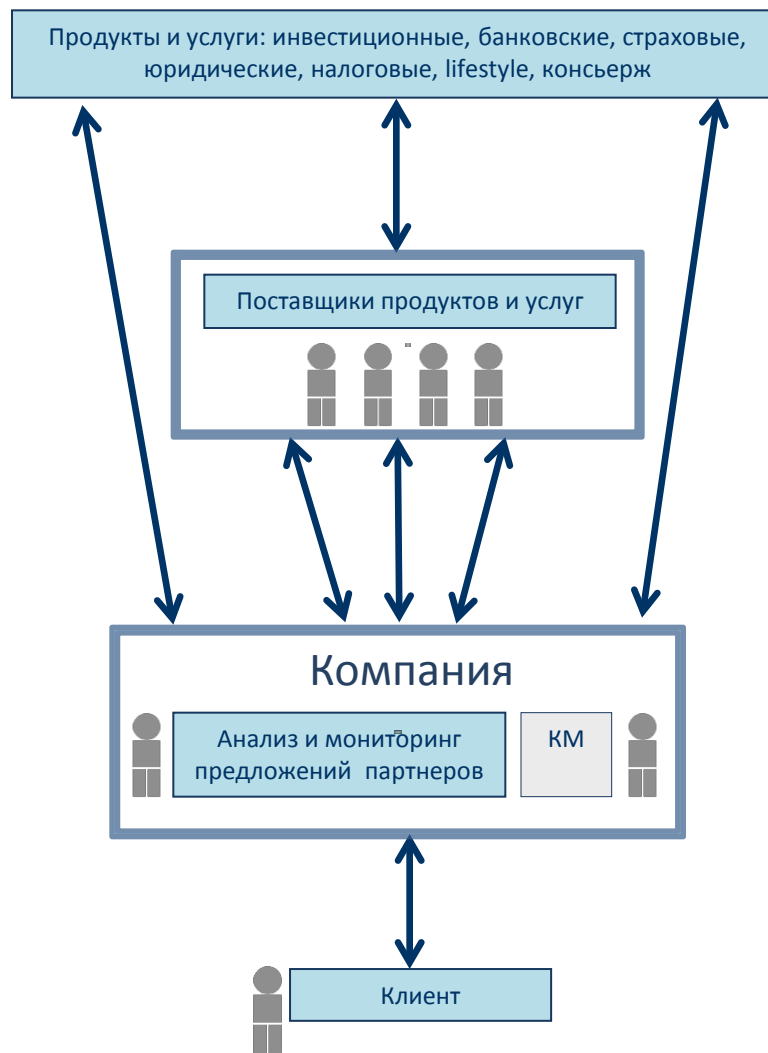 Продукты и услуги: инвестиционные, банковские, страховые,
юридические, налоговые, lifestyle, консьерж
Поставщики продуктов и услуг
Компания
Анализ и мониторинг
предложений партнеров
КМ
Клиент